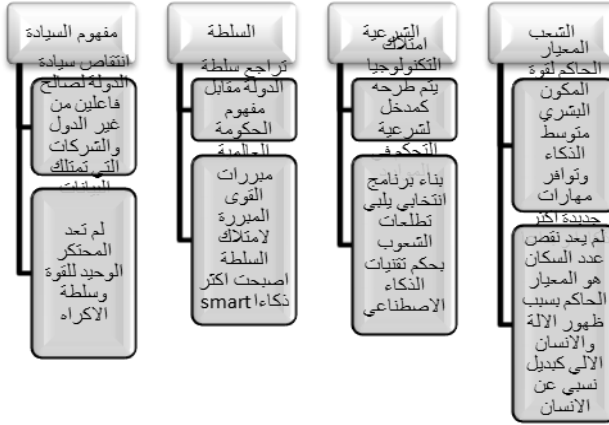 الشعب
المعيار
الحاكم لقوة
المكون
البشري
متوسط
الذكاء
وتوافر
مهارات
جديدة اكثر
لم يعد نقص
عدد السكان
هو المعيار
الحاكم بسبب
ظهور الالة
والانسان
الالي كبديل
نسبي عن
الانسان
الشرعية
امتلاك
التكنولوجيا
يتم طرحه
كمدخل
لشرعية
التحكم في
بناء برنامج
انتخابي يلبي
تطلعات
الشعوب
بحكم تقنيات
الذكاء
الاصطناعي
السلطة
تراجع سلطة
الدولة مقابل
مفهوم
الحكومة
العالمية
مبررات
القوى
المبررة
لامتلاك
السلطة
اصبحت اكثر
ذكاءا smart
مفهوم السيادة
انتقاص سيادة
الدولة لصالح
فاعلين من
غير الدول
والشركات
التي تمتلك
البيانات
لم تعد
المحتكر
الوحيد للقوة
وسلطة
الاكراه